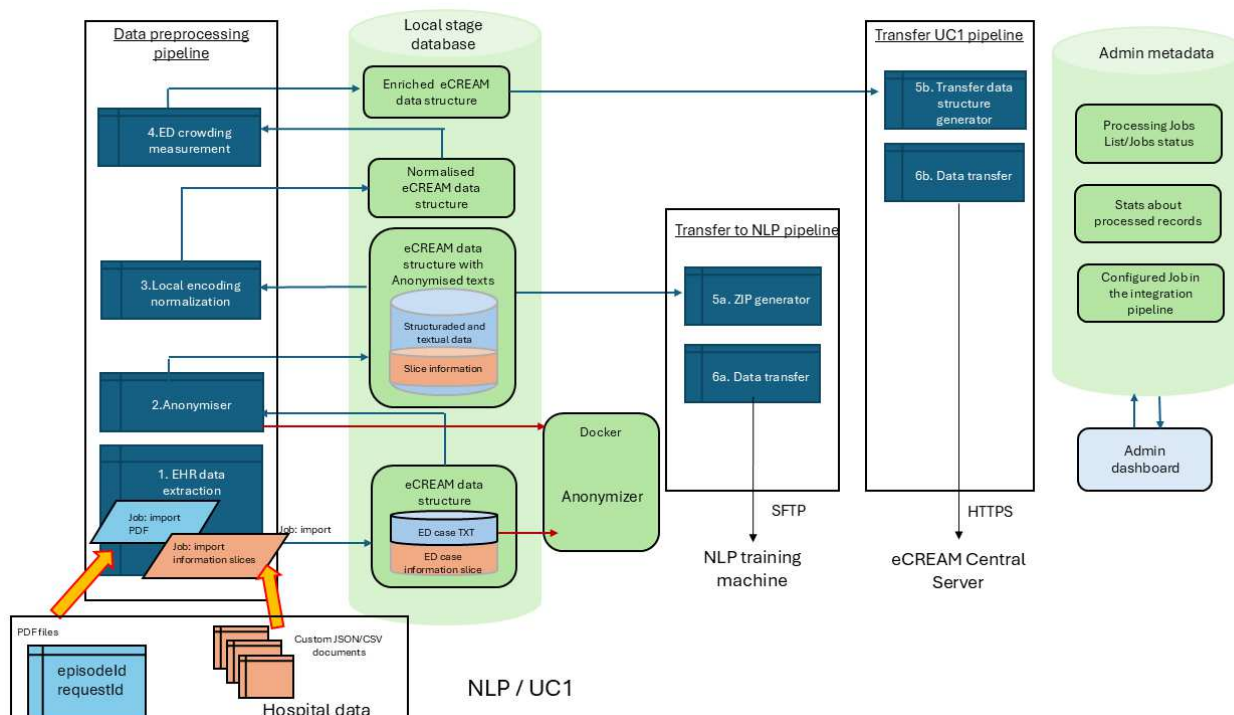 Data preprocessing
pipeline
4.ED crowding
measurement
3.Local encoding
normalization
2.Anonymiser
1. EHR data
extraction
Job: import
PDF
Job: import
information slices
Job: import
Local stage
database
Enriched eCREAM
data structure
Normalised
eCREAM data
structure
eCREAM data
structure with
Anonymised texts
Structuraded and
textual data
Slice information
eCREAM data
structure
ED case TXT
ED case
information slice
Docker
Anonymizer
Transfer to NLP pipeline
5a. ZIP generator
6a. Data transfer
SFTP
NLP training
machine
Transfer UC1 pipeline
5b. Transfer data
structure
generator
6b. Data transfer
HTTPS
eCREAM Central
Server
Admin metadata
Processing Jobs
List/Jobs status
Stats about
processed records
Configured Job in
the integration
pipeline
Admin
dashboard
PDF files
episodeId
requestId
Custom JSON/CSV
documents
Hospital data
NLP / UC1